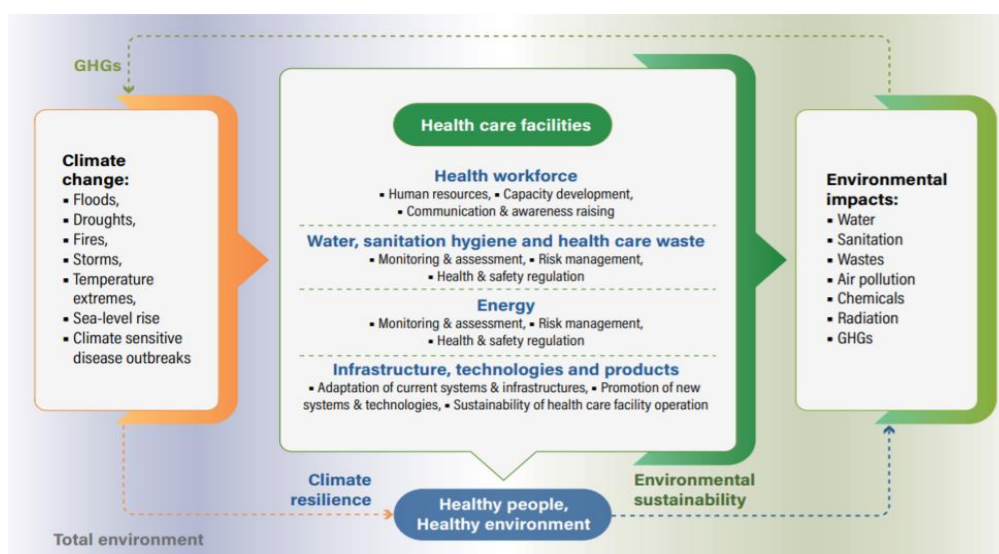 GHGs
Climate
change:
▪ Floods,
▪ Droughts,
▪ Fires,
▪ Storms,
▪ Temperature
extremes,
▪ Sea-level rise
▪ Climate sensitive
disease outbreaks
Health care facilities
Health workforce
▪ Human resources, ▪ Capacity development,
▪ Communication & awareness raising
Water, sanitation hygiene and health care waste
▪ Monitoring & assessment, ▪ Risk management,
▪ Health & safety regulation
Energy
▪ Monitoring & assessment, ▪ Risk management,
▪ Health & safety regulation
Infrastructure, technologies and products
▪ Adaptation of current systems & infrastructures, ▪ Promotion of new
systems & technologies, ▪ Sustainability of health care facility operation
Environmental
impacts:
▪ Water
▪ Sanitation
▪ Wastes
▪ Air pollution
▪ Chemicals
▪ Radiation
▪ GHGs
Climate
resilience
Healthy people,
Healthy environment
Environmental
sustainability
Total environment